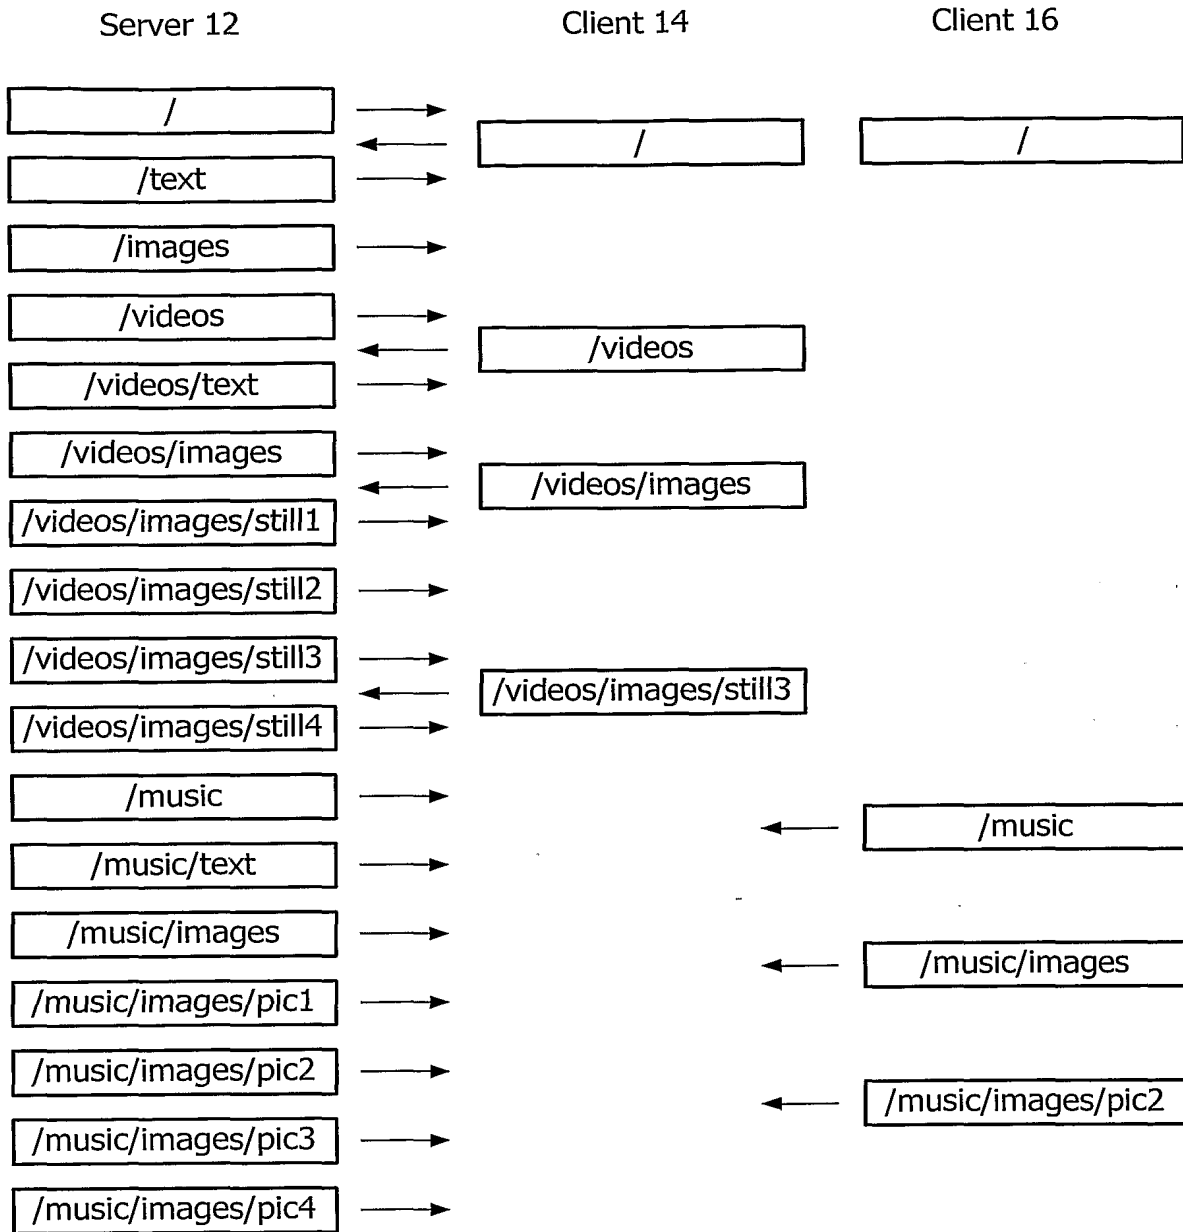 Server 12 Client 14 Client 16
/
/ /
/text
/images
/videos
/videos
/videos/text
/videos/images
/videos/images
/videos/images/still1
/videos/images/still2
/videos/images/still3
/videos/images/still3
/videos/images/still4
/music
/music
/music/text
/music/images
/music/images
/music/images/pic1
/music/images/pic2
/music/images/pic2
/music/images/pic3
/music/images/pic4